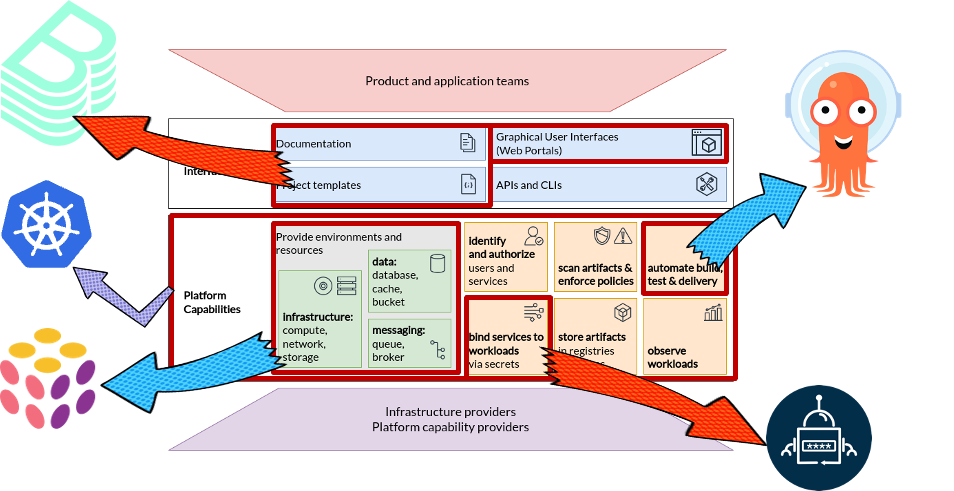 Product and application teams
Documentation
Graphical User Interfaces
(Web Portals)
Project templates
APIs and CLIs
Platform
Capabilities
Provide environments and
resources
Infrastructure:
compute,
network,
storage
data:
database,
cache,
bucket
messaging:
queue,
broker
identify
and authorize
users and
services
scan artifacts &
enforce policies
automate build,
test & delivery
bind services to
workloads
via secrets
store artifacts
in registries
observe
workloads
Infrastructure providers
Platform capability providers
****